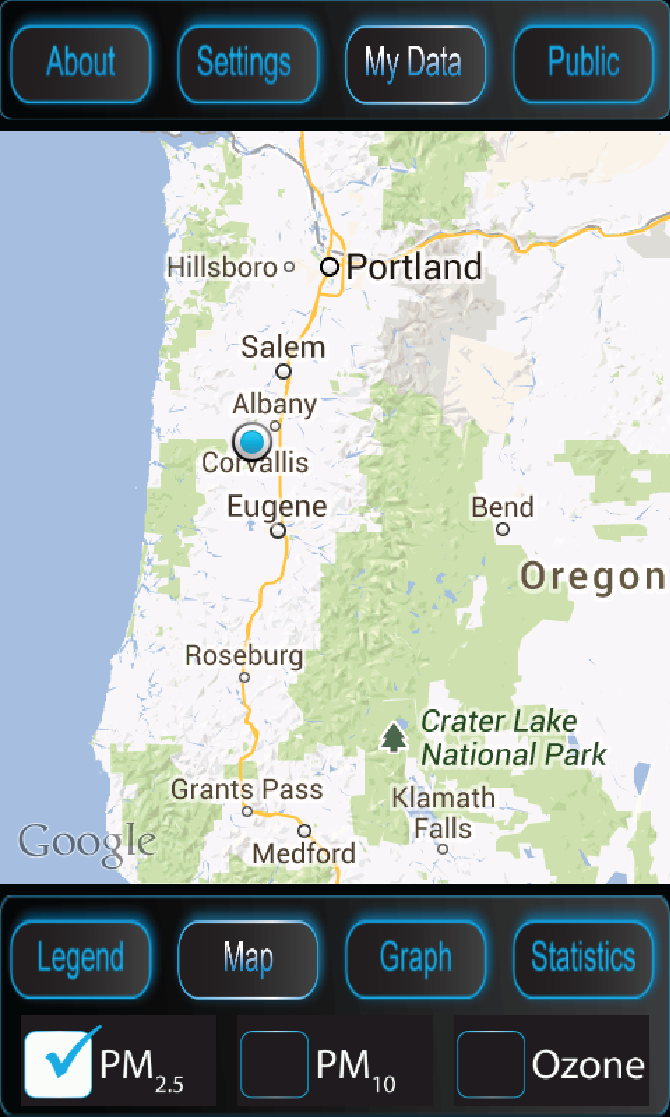 About Settings My Data Public
Hillsboro Portland
Salem
Albany
Corvallis
Eugene
Bend
Oregon
Roseburg
Crater Lake
National Park
Grants Pass
Klamath
Falls
Google
Medford
Legend Map Graph Statistics
PM2.5 PM10 Ozone